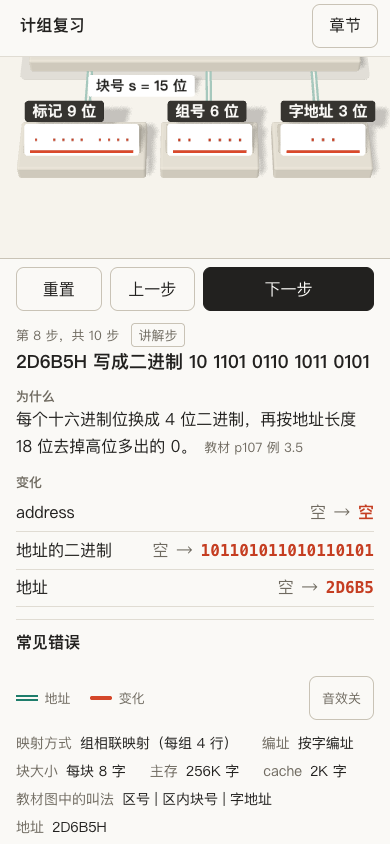 计组复习
章节
块号 s = 15 位
标记 9 位
组号 6 位
字地址 3 位
重置
上一步
下一步
第 8 步，共 10 步
讲解步
2D6B5H 写成二进制 10 1101 0110 1011 0101
为什么
每个十六进制位换成 4 位二进制，再按地址长度
18 位去掉高位多出的 0。 教材 p107 例 3.5
变化
address 空 → 空
地址的二进制 空 → 101101011010110101
地址 空 → 2D6B5
常见错误
地址 变化 音效关
映射方式 组相联映射（每组 4 行） 编址 按字编址
块大小 每块 8 字 主存 256K 字 cache 2K 字
教材图中的叫法 区号 | 区内块号 | 字地址
地址 2D6B5H